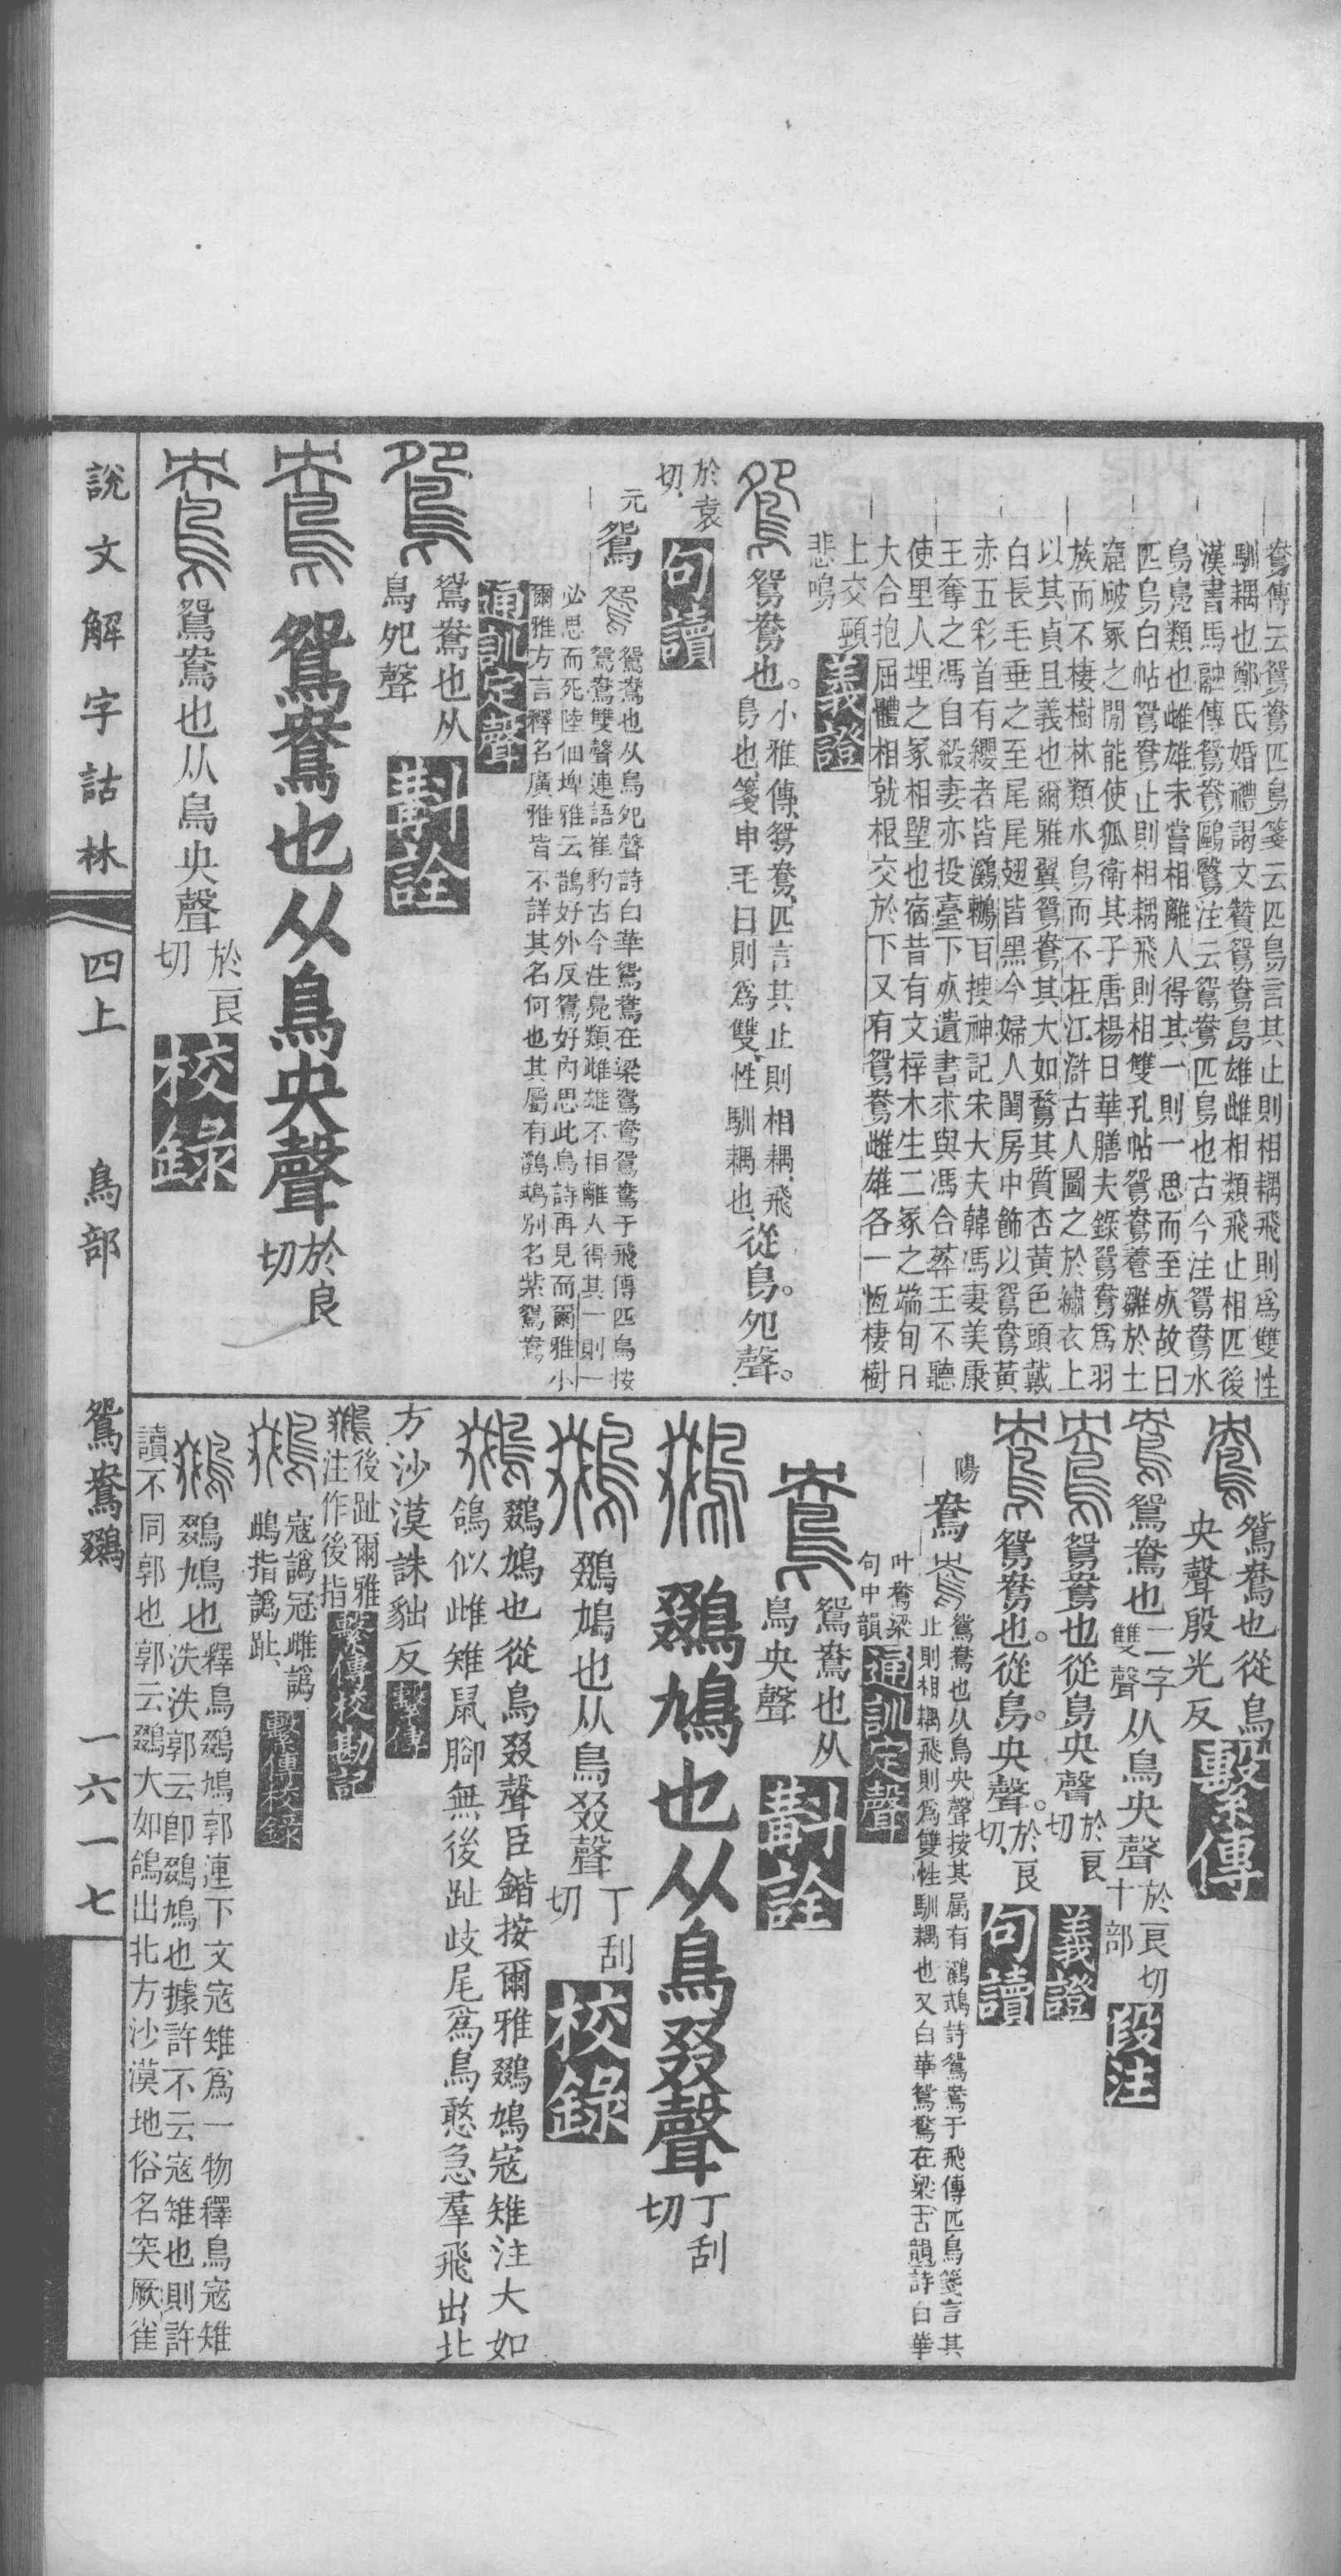 鴦傳云鴛鴦匹鳥箋云匹鳥言其止則相耦飛則爲雙性
馴耦也鄭氏婚禮謁文贊鴛鴦鳥雄雌相類飛止相匹後
漢書馬融傳鴛鴦鷗鷖注云鴛鴦匹鳥也古今注鴛鴦水
鳥鳧類也雌雄未嘗相離人得其一則一思而至死故曰
匹鳥白帖鴛鴦止則相耦飛則相雙孔帖鴛鴦養雛於土
窟破冢之閒能使狐衛其子唐楊日華膳夫錄鴛鴦爲羽
族而不棲樹林類水鳥而不在江滸古人圖之於繡衣上
以其貞且義也爾雅翼鴛鴦其大如鶩其質杏黃色頭戴
白長毛垂之至尾尾翅皆黑今婦人閨房中飾以鴛鴦黃
赤五彩首有纓者皆鸂鶒耳搜神記宋大夫韓馮妻美康
王奪之馮自殺妻亦投臺下死遺書求與馮合葬王不聽
使里人埋之冢相望也宿昔有文梓木生二冢之端旬日
大合抱屈體相就根交於下又有鴛鴦雌雄各一恆棲樹
上交頸義證
悲鳴
鴛鴦也。小雅傳、鴛鴦、匹言其止則相耦、飛從鳥。夗聲。
鳥也、箋申毛曰則爲雙、性馴耦也、
於袁句讀
切、
元鴛鴛鴦也从鳥夗聲詩白華鴛鴦在梁鴛鴦鴛鴦于飛傳匹鳥按
鴛鴦雙聲連語崔豹古今注鳧類雌雄不相離人得其一則一
必思而死陸佃埤雅云鵲好外反鴛好內思此鳥詩再見而爾雅小
爾雅方言釋名廣雅皆不詳其名何也其屬有鸂鶒別名紫鴛鴦
通訓定聲
鴛鴛鴦也从斠詮
鳥夗聲
鴦鴛鴦也从鳥央聲於良
切
鴦鴛鴦也从鳥央聲於良校錄
切
鴦鴛鴦也從鳥繫傳
央聲殷光反
鴦鴛鴦也二字从鳥央聲於良切段注
雙聲十部
鴦鴛鴦也從鳥央聲於良義證
切
鴦鴛鴦也。從鳥。央聲。於良句讀
切、
陽鴦鴛鴦也从鳥央聲按其屬有鸂鶒詩鴛鴦于飛傳匹鳥箋言其
止則相耦飛則爲雙性馴耦也又白華鴛鴦在梁古韻詩白華
叶鴦梁通訓定聲
句中韻
鴦鴛鴦也从斠詮
鳥央聲
鵽鵽鳩也从鳥叕聲丁刮
切
鵽鵽鳩也从鳥叕聲丁刮校錄
切
鵽鵽鳩也從鳥叕聲臣鍇按爾雅鵽鳩寇雉注大如
鴿似雌雉鼠腳無後趾歧尾爲鳥憨急羣飛出北
方沙漠誅黜反繫傳
鵽後趾爾雅繫傳校勘記
注作後指
鵽寇譌冠雌譌繫傳校錄
鴟指譌趾、
鵽鵽鳩也釋鳥鵽鳩郭連下文寇雉爲一物釋鳥寇雉
泆泆郭云卽鵽鳩也據許不云寇雉也則許
讀不同郭也郭云鵽大如鴿出北方沙漠地俗名突厥雀
說文解字詁林 四上 鳥部 鴛鴦鵽 一六一七